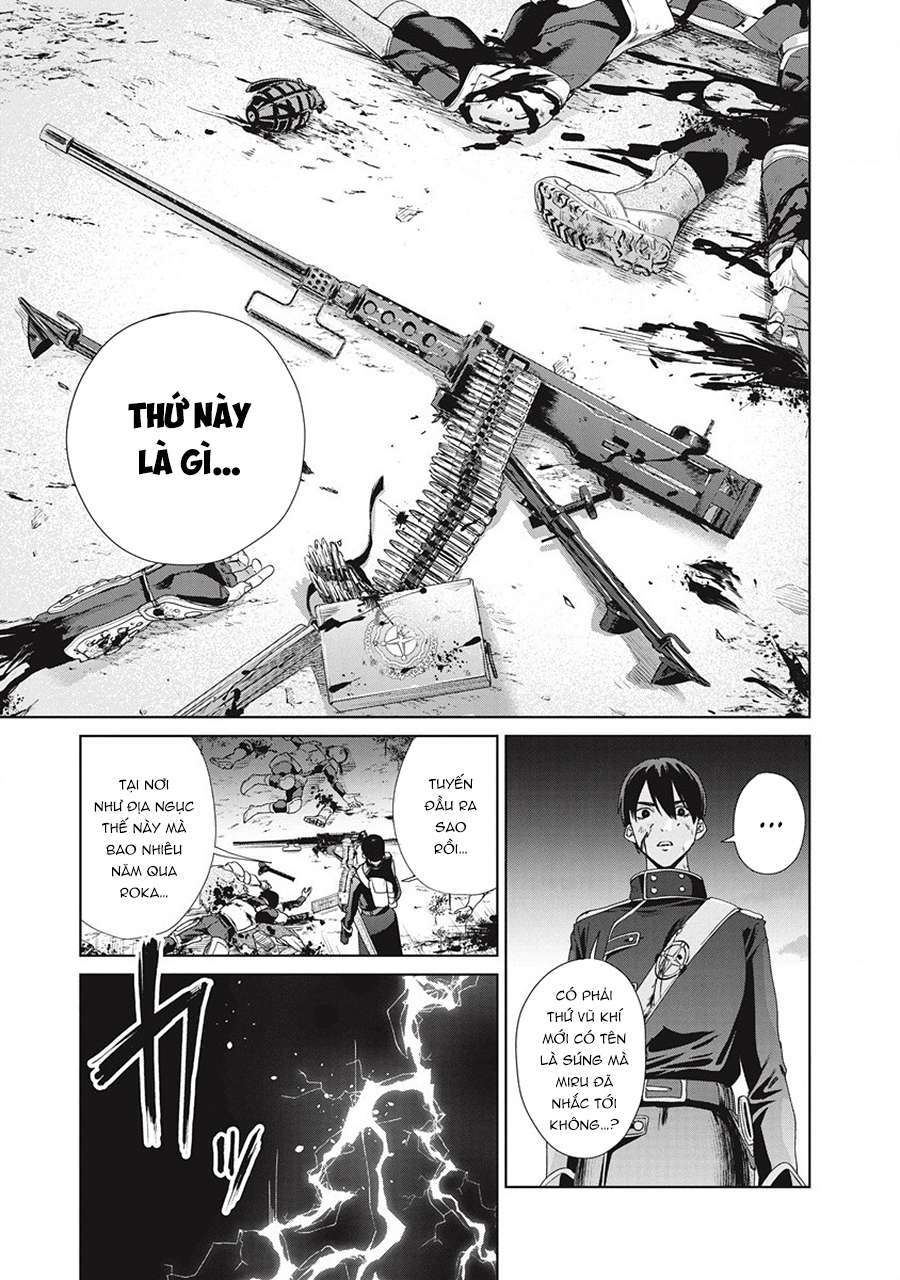 THỨ NÀY
LÀ GÌ...
...
CÓ PHẢI
THỨ VŨ KHÍ
MỚI CÓ TÊN
LÀ SÚNG MÀ
MIRU ĐÃ
NHẮC TỚI
KHÔNG...?
TUYẾN
ĐẦU RA
SAO
RỒI...
TẠI NƠI
NHƯ ĐỊA NGỤC
THẾ NÀY MÀ
BAO NHIÊU
NĂM QUA
ROKA...
カッ